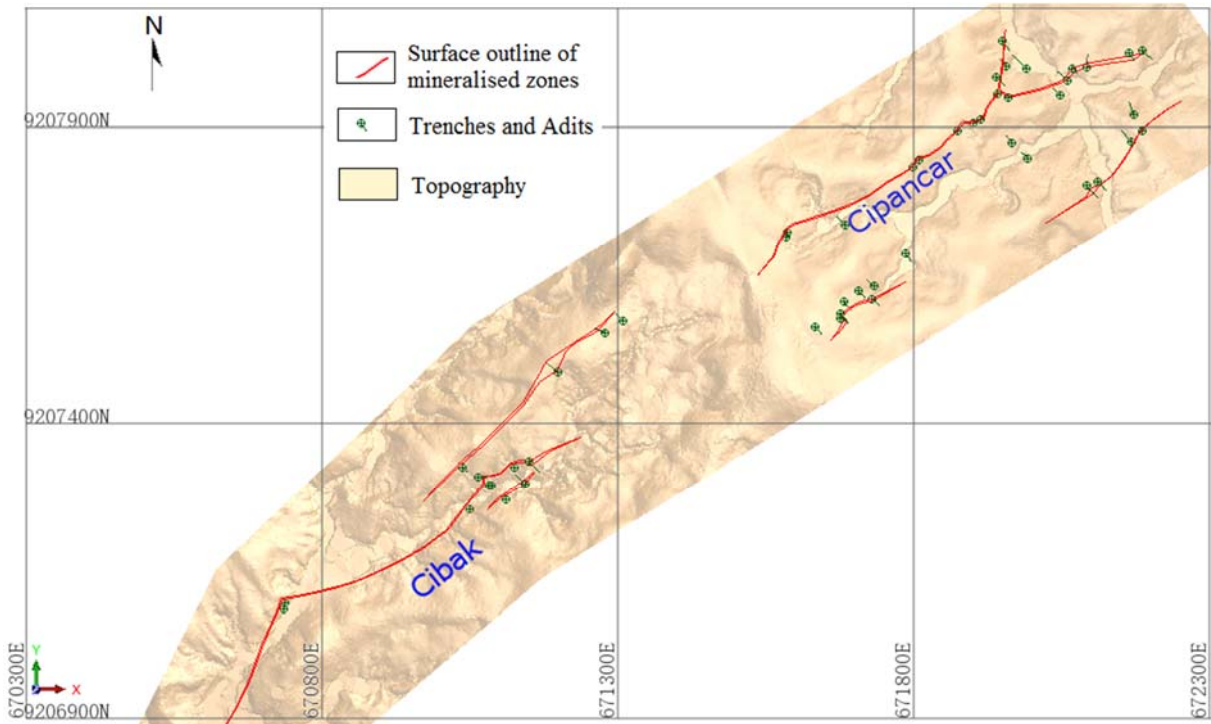 N
Surface outline of
mineralised zones
Trenches and Adits
Topography
9207900N
Cipancar
9207400N
Cibak
670300E
670800E
671300E
671800E
672300E
Y
X
9206900N